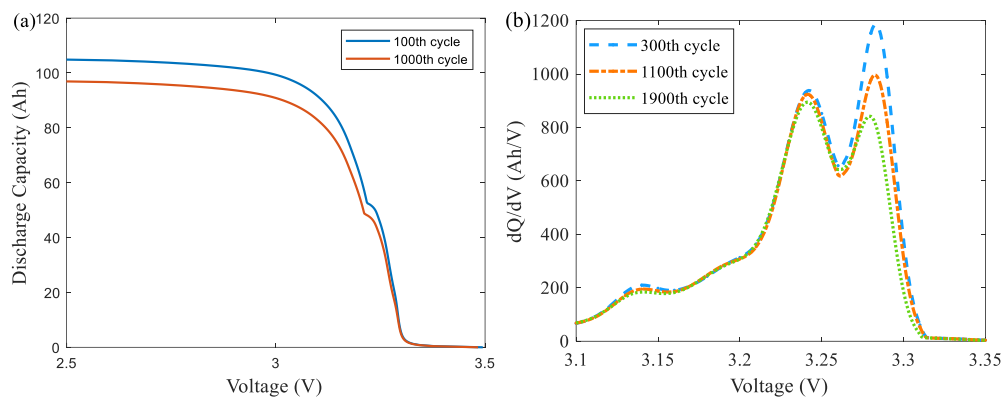 (a)
120
100
80
60
40
20
0
2.5
3
3.5
Discharge Capacity (Ah)
Voltage (V)
100th cycle
1000th cycle
(b)
1200
1000
800
600
400
200
0
3.1
3.15
3.2
3.25
3.3
3.35
dQ/dV (Ah/V)
Voltage (V)
300th cycle
1100th cycle
1900th cycle